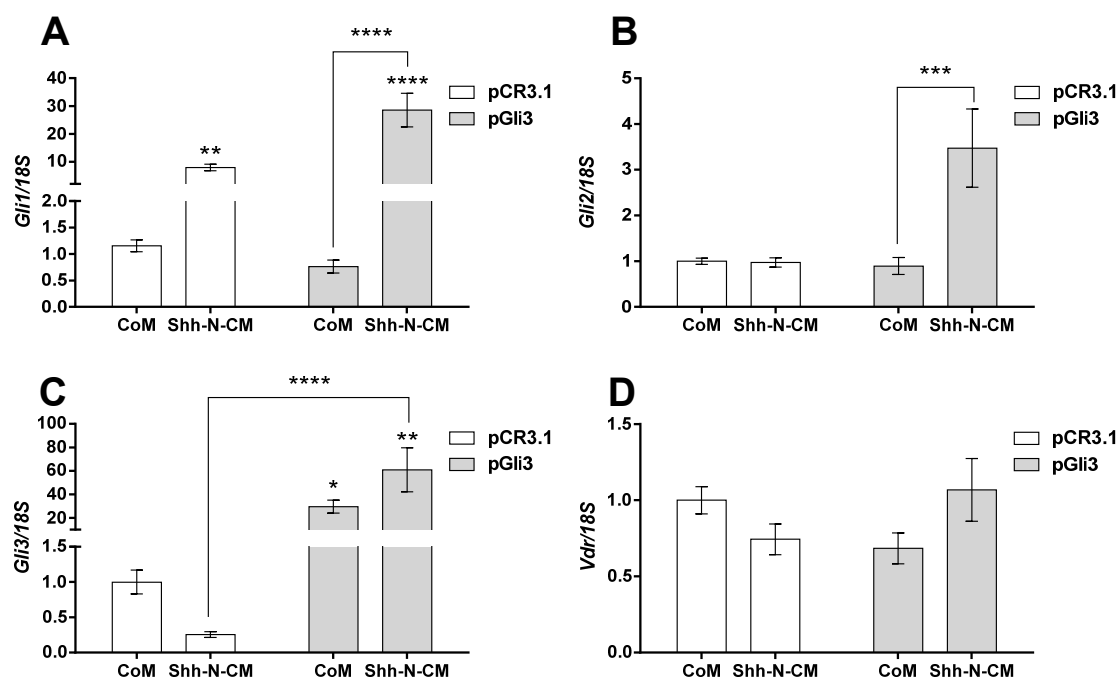 A
Gli1/18S
40
30
20
10
2.0
1.5
1.0
0.5
0.0
**
****
****
CoM Shh-N-CM CoM Shh-N-CM
pCR3.1
pGli3
B
Gli2/18S
5
4
3
2
1
0
***
CoM Shh-N-CM CoM Shh-N-CM
pCR3.1
pGli3
C
Gli3/18S
100
80
60
40
20
1.5
1.0
0.5
0.0
****
*
**
CoM Shh-N-CM CoM Shh-N-CM
pCR3.1
pGli3
D
Vdr/18S
1.5
1.0
0.5
0.0
CoM Shh-N-CM CoM Shh-N-CM
pCR3.1
pGli3